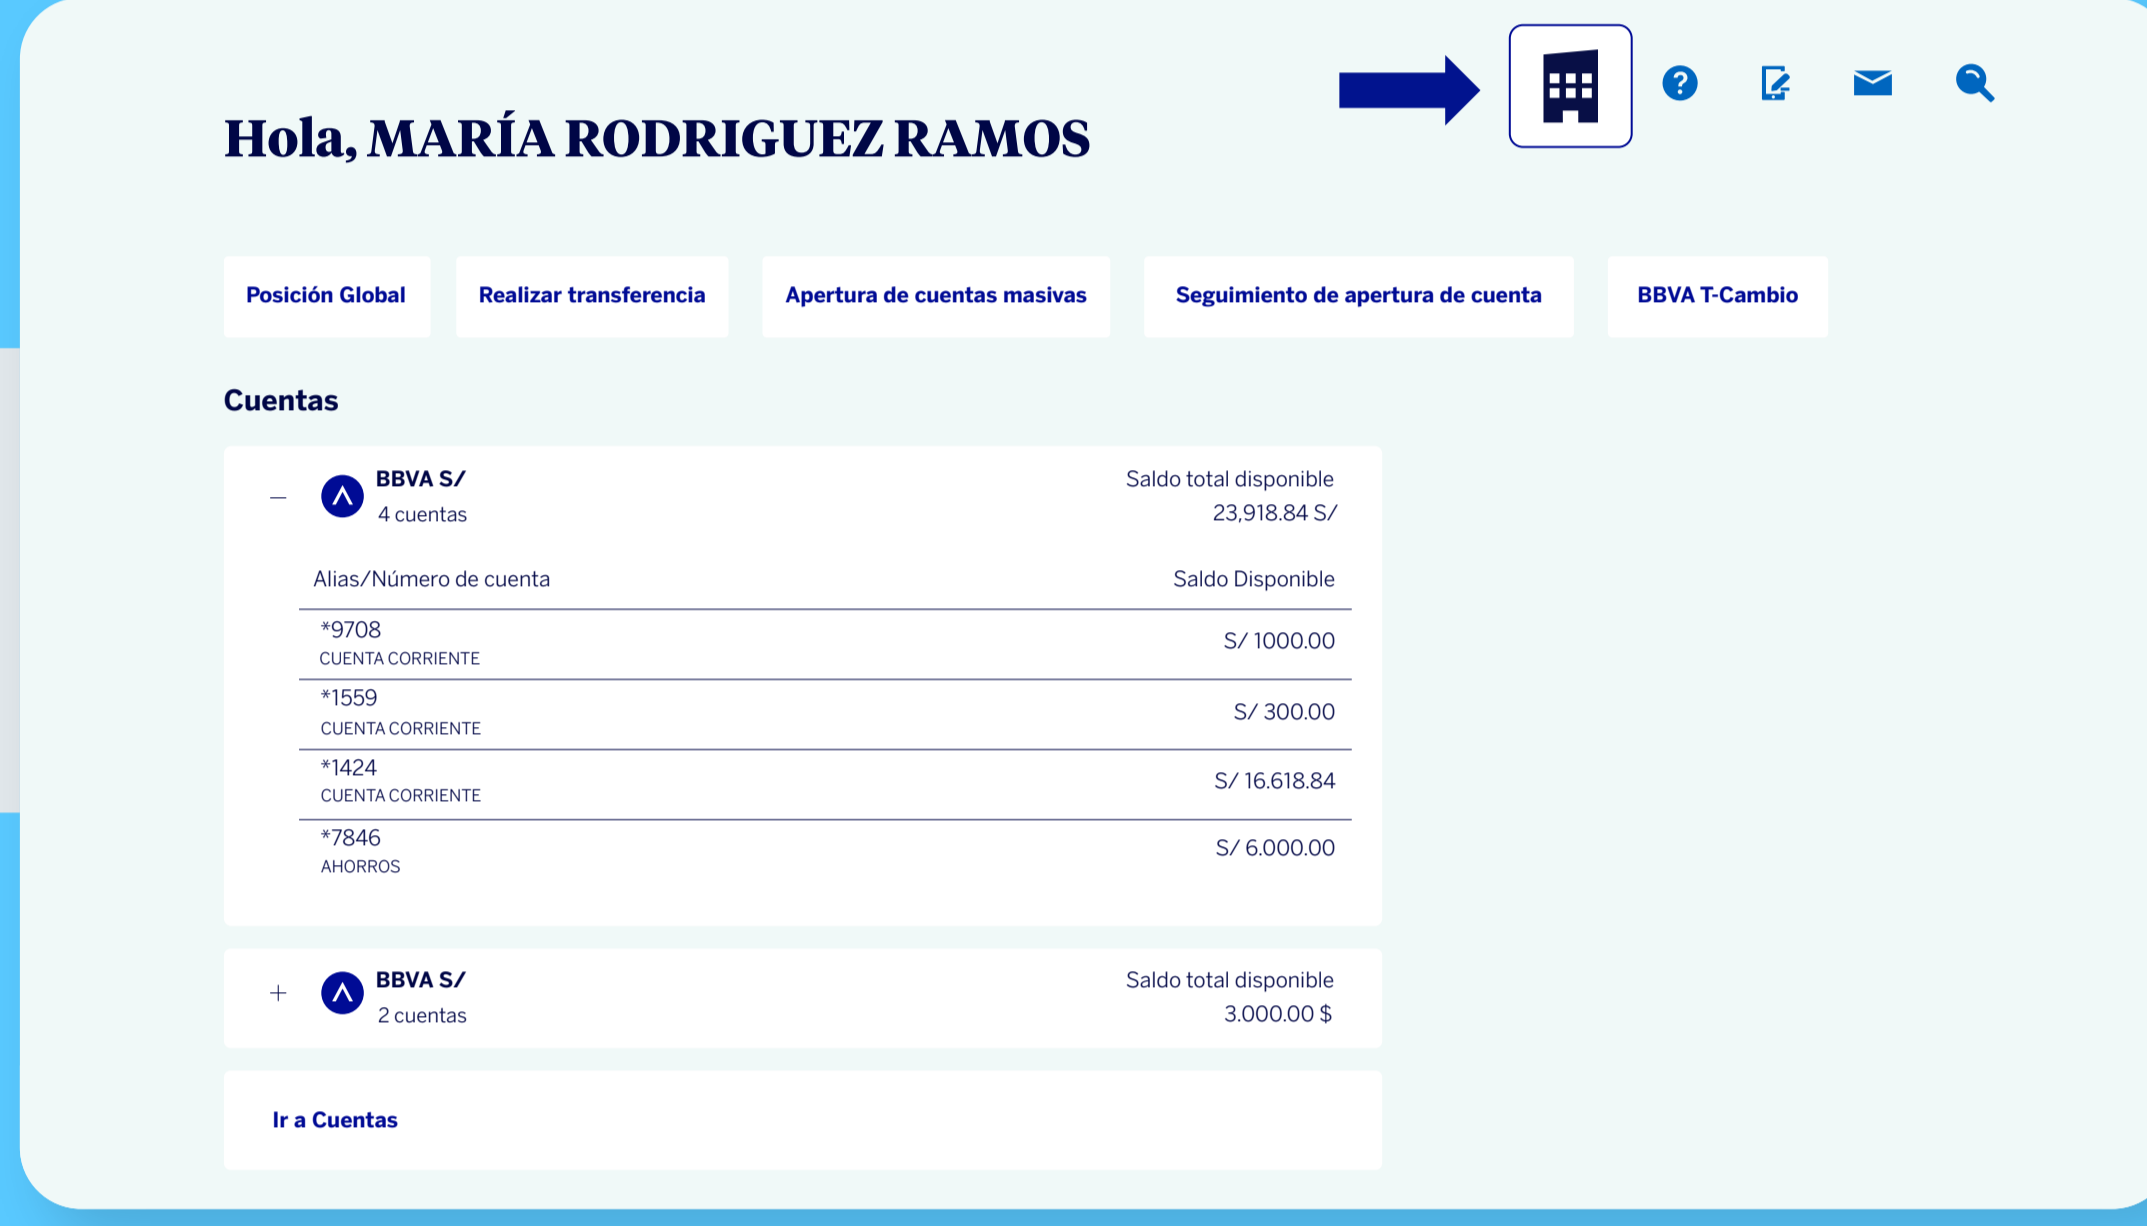 Hola, MARÍA RODRIGUEZ RAMOS
Posición Global
Realizar transferencia
Apertura de cuentas masivas
Seguimiento de apertura de cuenta
BBVA T-Cambio
Cuentas
BBVA S/
Saldo total disponible
4 cuentas
23,918.84 S/
Alias/Número de cuenta
Saldo Disponible
*9708
S/ 1000.00
CUENTA CORRIENTE
*1559
S/ 300.00
CUENTA CORRIENTE
*1424
S/ 16.618.84
CUENTA CORRIENTE
*7846
S/ 6.000.00
AHORROS
BBVA S/
Saldo total disponible
2 cuentas
3.000.00 $
Ir a Cuentas